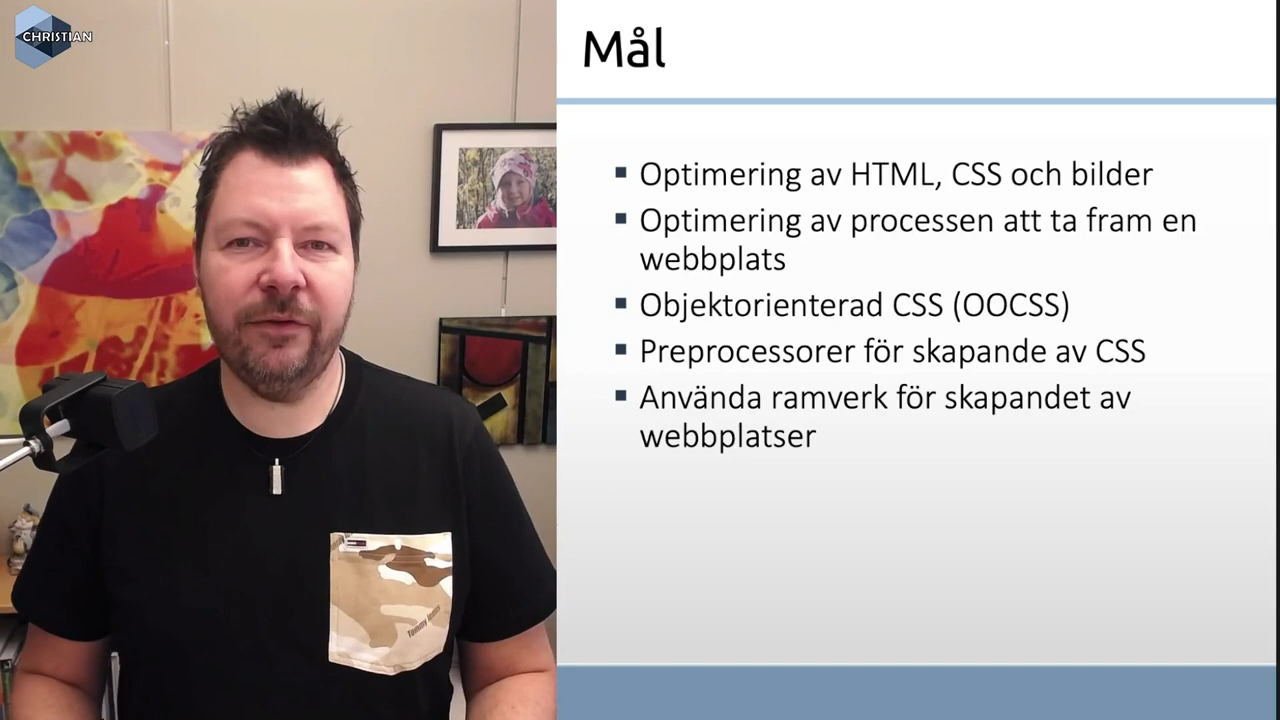 CHRISTIAN
Mål
Optimering av HTML, CSS och bilder
Optimering av processen att ta fram en
webbplats
Objektorienterad CSS (OOCSS)
Preprocessorer för skapande av CSS
Använda ramverk för skapandet av
webbplatser